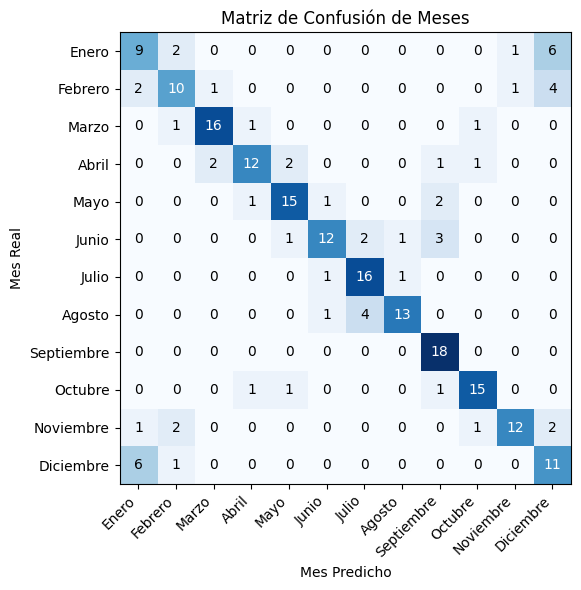 Matriz de Confusión de Meses
Enero 9 2 0 0 0 0 0 0 0 0 1 6
Febrero 2 10 1 0 0 0 0 0 0 0 1 4
Marzo 0 1 16 1 0 0 0 0 0 1 0 0
Abril 0 0 2 12 2 0 0 0 1 1 0 0
Mayo 0 0 0 1 15 1 0 0 2 0 0 0
Junio 0 0 0 0 1 12 2 1 3 0 0 0
Julio 0 0 0 0 0 1 16 1 0 0 0 0
Agosto 0 0 0 0 0 1 4 13 0 0 0 0
Septiembre 0 0 0 0 0 0 0 0 18 0 0 0
Octubre 0 0 0 1 1 0 0 0 1 15 0 0
Noviembre 1 2 0 0 0 0 0 0 0 1 12 2
Diciembre 6 1 0 0 0 0 0 0 0 0 0 11
Mes Real
Enero Febrero Marzo Abril Mayo Junio Julio Agosto Septiembre Octubre Noviembre Diciembre
Mes Predicho